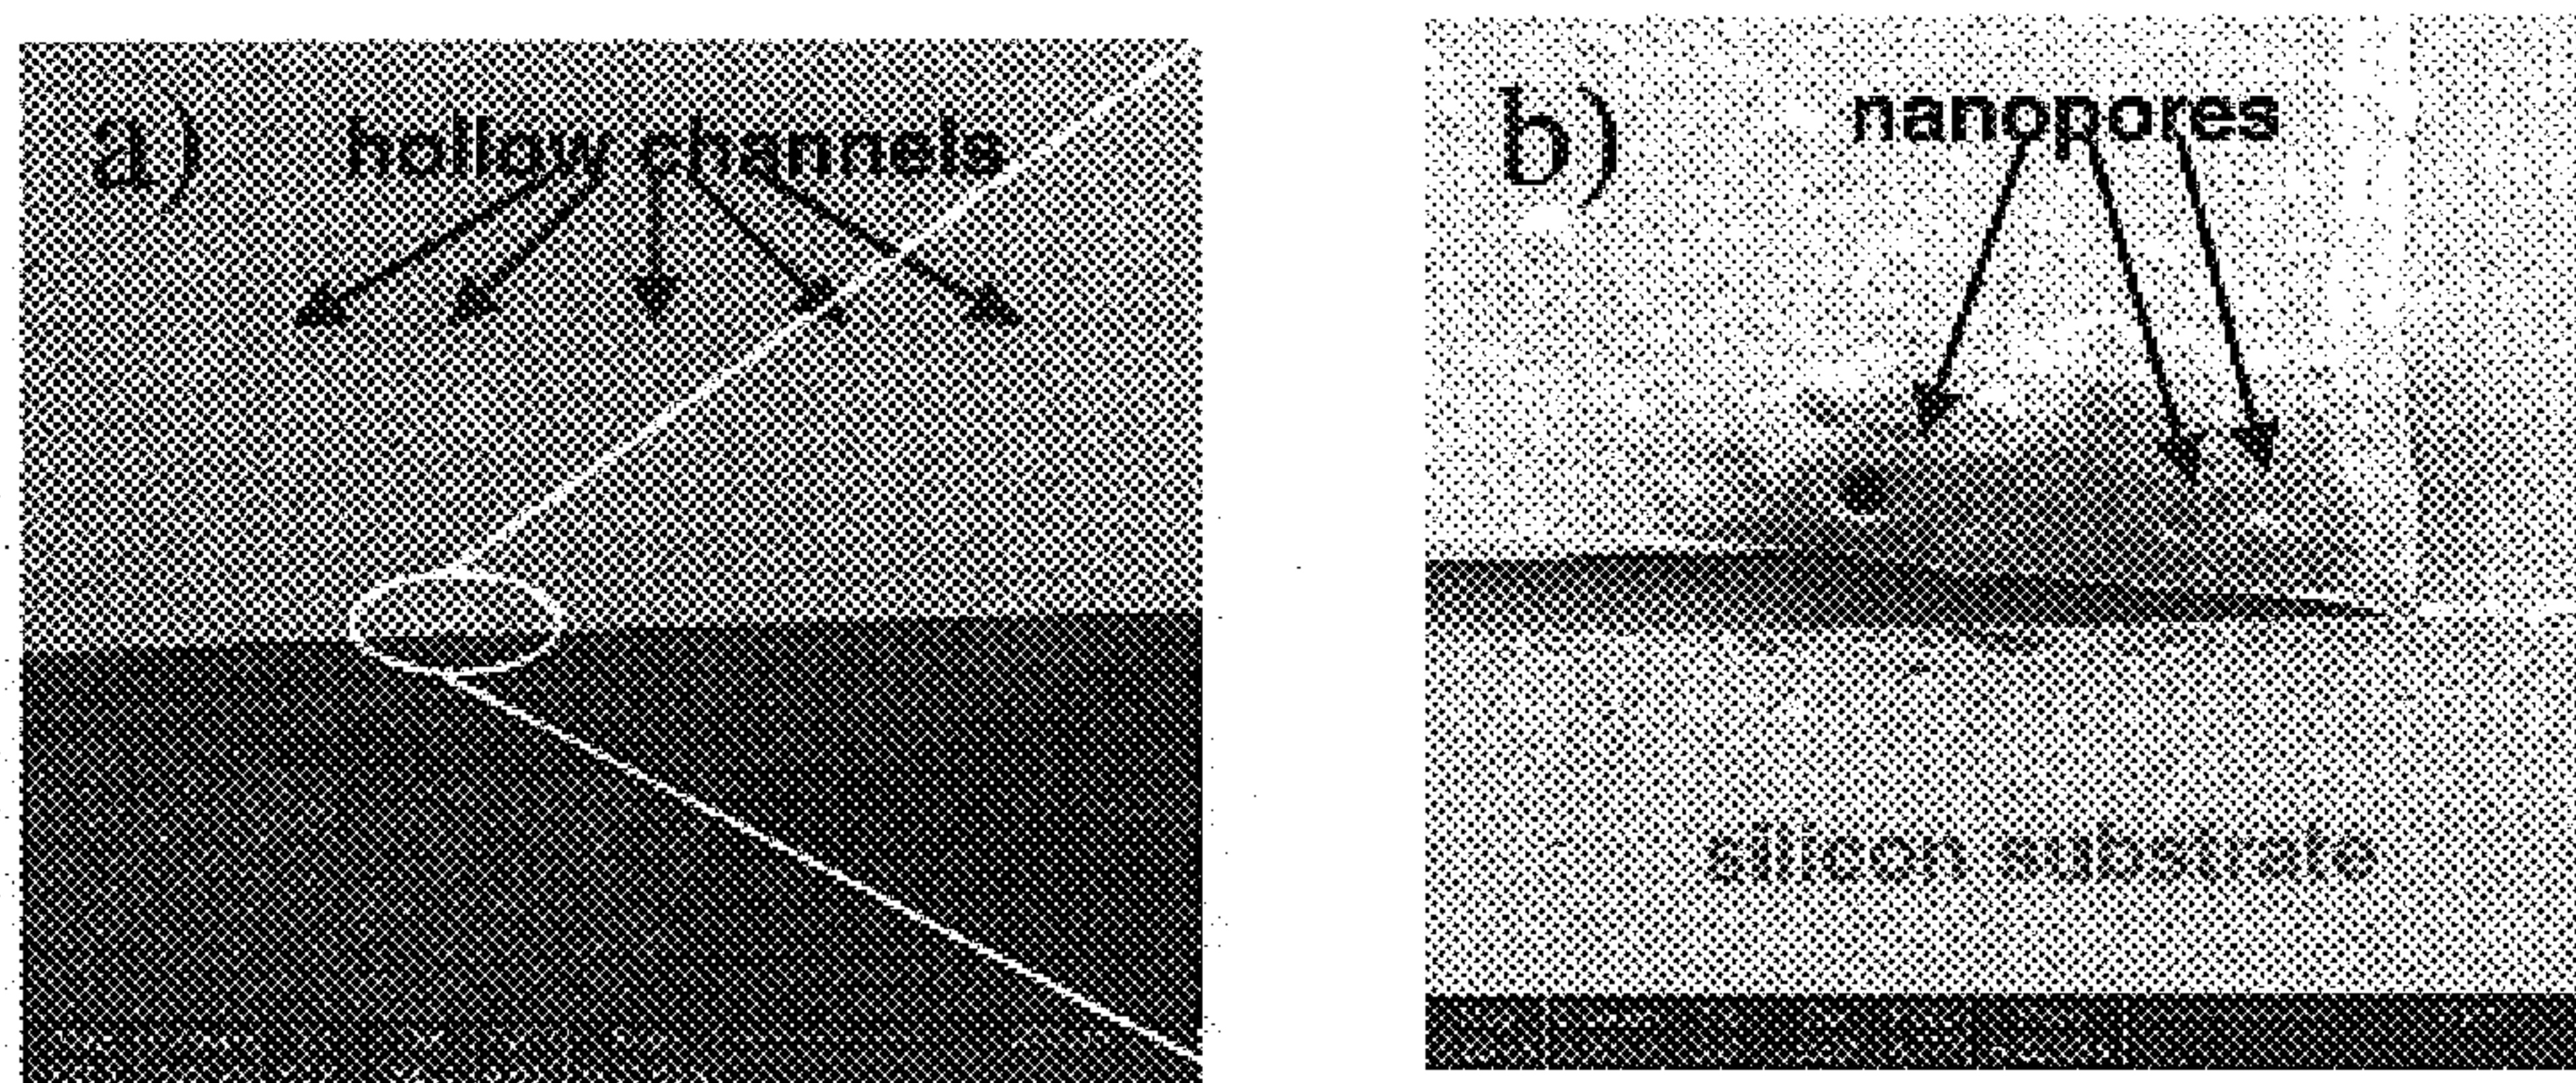 a)
hollow channels
b)
nanopores
silicon substrate